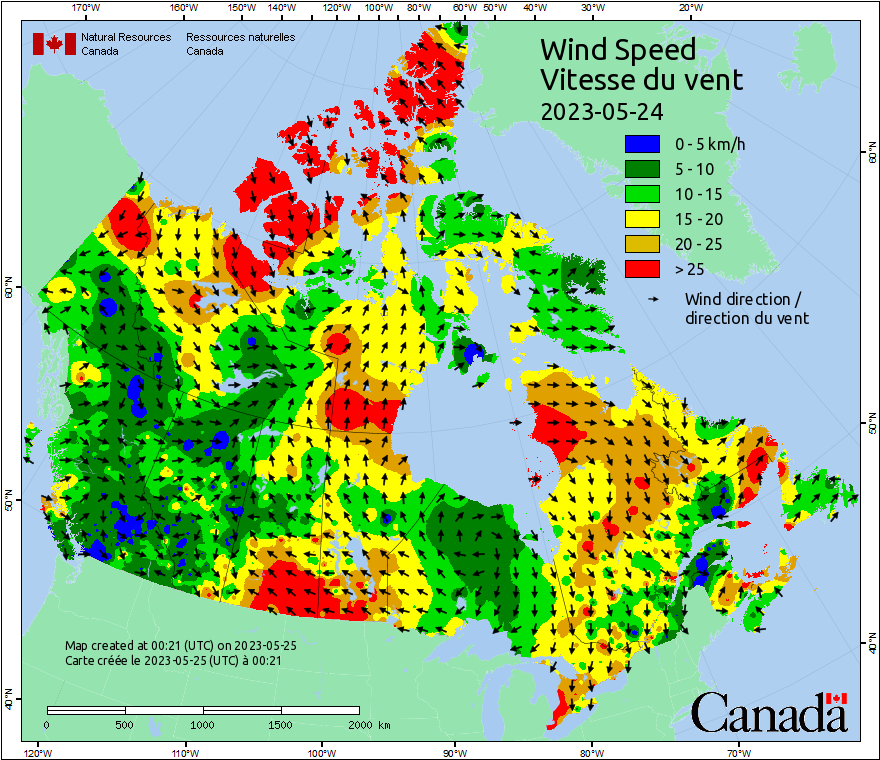 170°W 160°W 150°W 140°W 120°W 100°W 80°W 60°W 50°W 40°W 30°W 20°W
Natural Resources Ressources naturelles
Canada Canada
Wind Speed
Vitesse du vent
2023-05-24
0 - 5 km/h
5 - 10
10 - 15
15 - 20
20 - 25
> 25
Wind direction /
direction du vent
60°N 60°N
50°N 50°N
40°N 40°N
Map created at 00:21 (UTC) on 2023-05-25
Carte créée le 2023-05-25 (UTC) à 00:21
0 500 1000 1500 2000 km
Canada
120°W 110°W 100°W 90°W 80°W 70°W